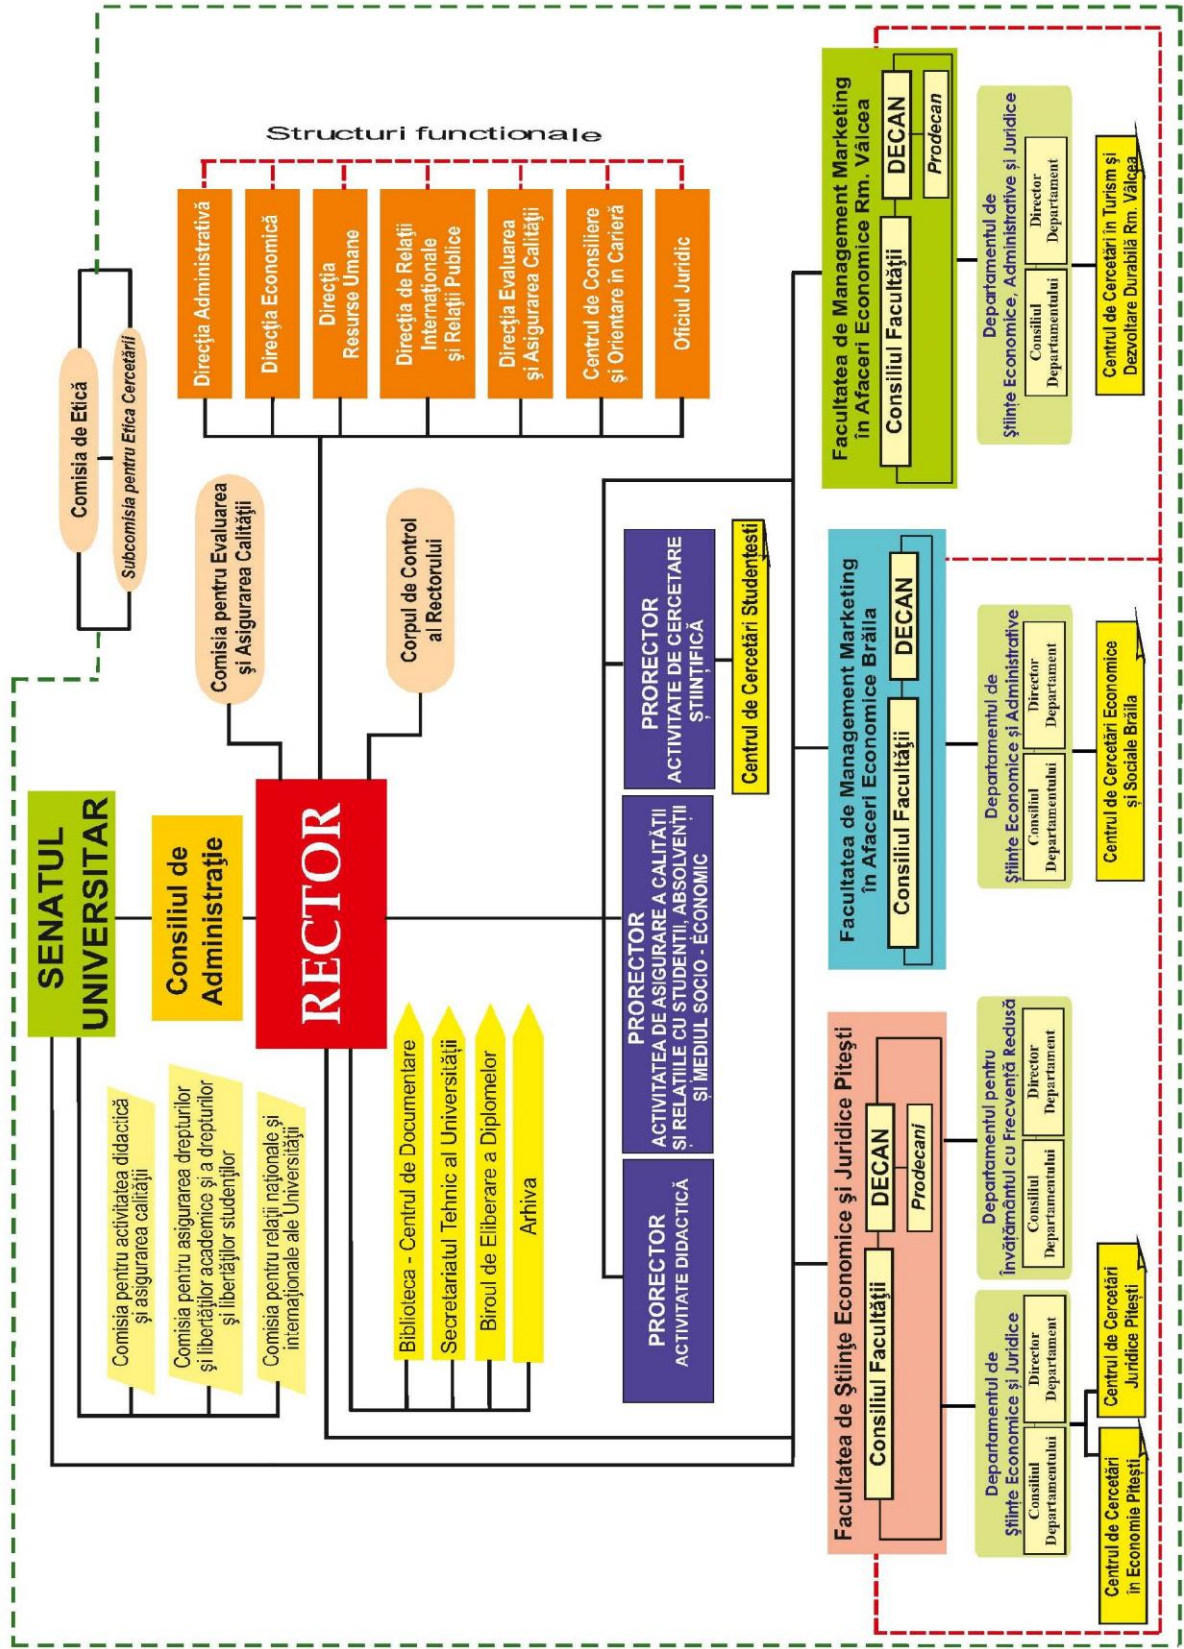 SENATUL
UNIVERSITAR
Consiliul de
Administraţie
RECTOR
Comisia de Etică
Subcomisia pentru Etica Cercetării
Comisia pentru activitatea didactică
şi asigurarea calităţii
Comisia pentru asigurarea drepturilor
şi libertăţilor academice şi a drepturilor
şi libertăţilor studenţilor
Comisia pentru relaţii naţionale şi
internaţionale ale Universităţii
Comisia pentru Evaluarea
şi Asigurarea Calităţii
Corpul de Control
al Rectorului
Biblioteca - Centrul de Documentare
Secretariatul Tehnic al Universităţii
Biroul de Eliberare a Diplomelor
Arhiva
Direcţia Administrativă
Direcţia Economică
Direcţia
Resurse Umane
Direcţia de Relaţii
Internaţionale
şi Relaţii Publice
Direcţia Evaluarea
şi Asigurarea Calităţii
Centrul de Consiliere
şi Orientare în Carieră
Oficiul Juridic
Structuri functionale
PRORECTOR
ACTIVITATE DIDACTICĂ
PRORECTOR
ACTIVITATEA DE ASIGURARE A CALITĂȚII
ȘI RELATIILE CU STUDENTII, ABSOLVENȚII
ȘI MEDIUL SOCIO - ECONOMIC
PRORECTOR
ACTIVITATE DE CERCETARE
ȘTIINȚIFICĂ
Centrul de Cercetări Studenţeşti
Facultatea de Ştiinţe Economice şi Juridice Piteşti
Consiliul Facultăţii
DECAN
Prodecani
Departamentul de
Ştiinţe Economice şi Juridice
Consiliul
Departamentului
Director
Departament
Centrul de Cercetări
în Economie Piteşti
Centrul de Cercetări
Juridice Piteşti
Departamentul pentru
Învăţământul cu Frecvenţă Redusă
Consiliul
Departamentului
Director
Departament
Facultatea de Management Marketing
în Afaceri Economice Brăila
Consiliul Facultăţii
DECAN
Departamentul de
Ştiinţe Economice şi Administrative
Consiliul
Departamentului
Director
Departament
Centrul de Cercetări Economice
şi Sociale Brăila
Facultatea de Management Marketing
în Afaceri Economice Rm. Vâlcea
Consiliul Facultăţii
DECAN
Prodecan
Departamentul de
Ştiinţe Economice, Administrative şi Juridice
Consiliul
Departamentului
Director
Departament
Centrul de Cercetări în Turism şi
Dezvoltare Durabilă Rm. Vâlcea